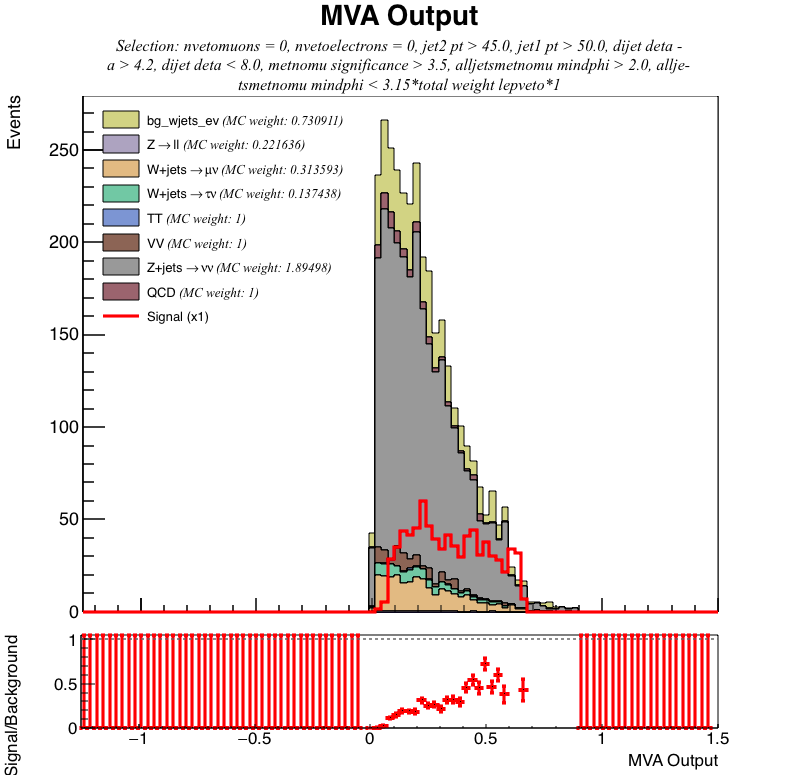 MVA Output
Selection: nvetomuons = 0, nvetoelectrons = 0, jet2 pt > 45.0, jet1 pt > 50.0, dijet deta -
a > 4.2, dijet deta < 8.0, metnomu significance > 3.5, alljetsmetnomu mindphi > 2.0, allje-
tsmetnomu mindphi < 3.15*total weight lepveto*1
Events
bg_wjets_ev (MC weight: 0.730911)
Z → ll (MC weight: 0.221636)
W+jets → μν (MC weight: 0.313593)
W+jets → τν (MC weight: 0.137438)
TT (MC weight: 1)
VV (MC weight: 1)
Z+jets → νν (MC weight: 1.89498)
QCD (MC weight: 1)
Signal (x1)
250
200
150
100
50
0
Signal/Background
1
0.5
0
−1 −0.5 0 0.5 1 1.5
MVA Output